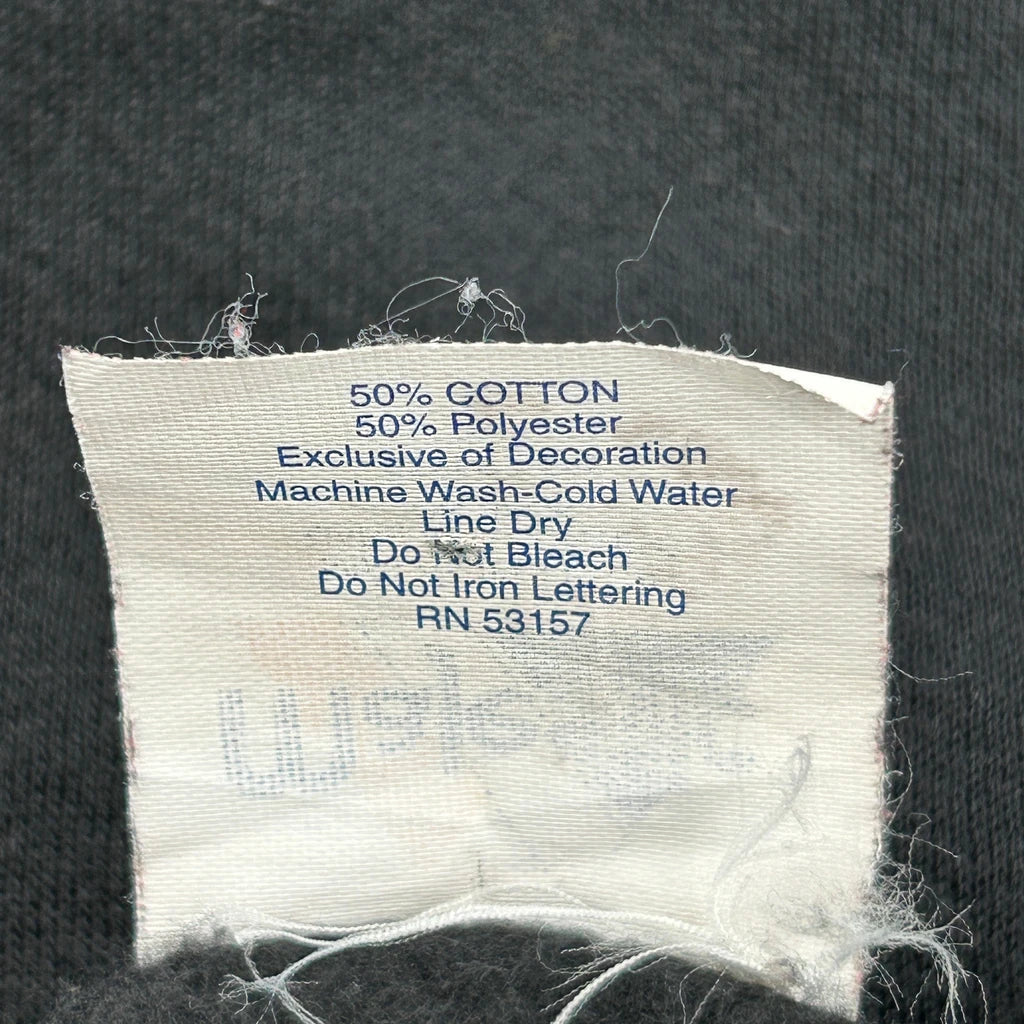 50% COTTON
50% Polyester
Exclusive of Decoration
Machine Wash-Cold Water
Line Dry
Do Not Bleach
Do Not Iron Lettering
RN 53157